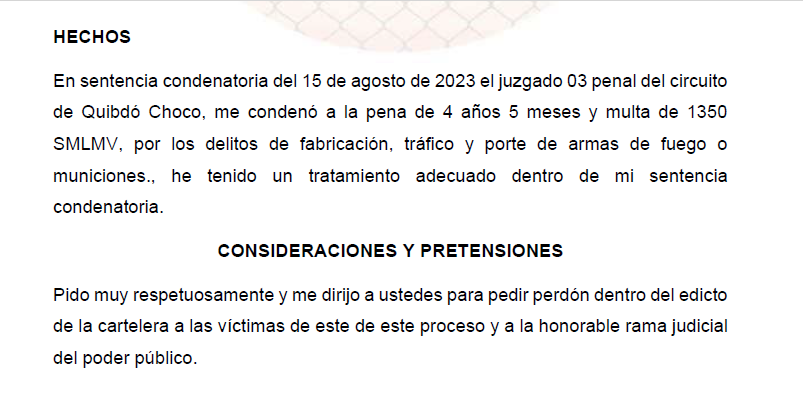 HECHOS
En sentencia condenatoria del 15 de agosto de 2023 el juzgado 03 penal del circuito
de Quibdó Choco, me condenó a la pena de 4 años 5 meses y multa de 1350
SMLMV, por los delitos de fabricación, tráfico y porte de armas de fuego o
municiones., he tenido un tratamiento adecuado dentro de mi sentencia
condenatoria.
CONSIDERACIONES Y PRETENSIONES
Pido muy respetuosamente y me dirijo a ustedes para pedir perdón dentro del edicto
de la cartelera a las víctimas de este de este proceso y a la honorable rama judicial
del poder público.